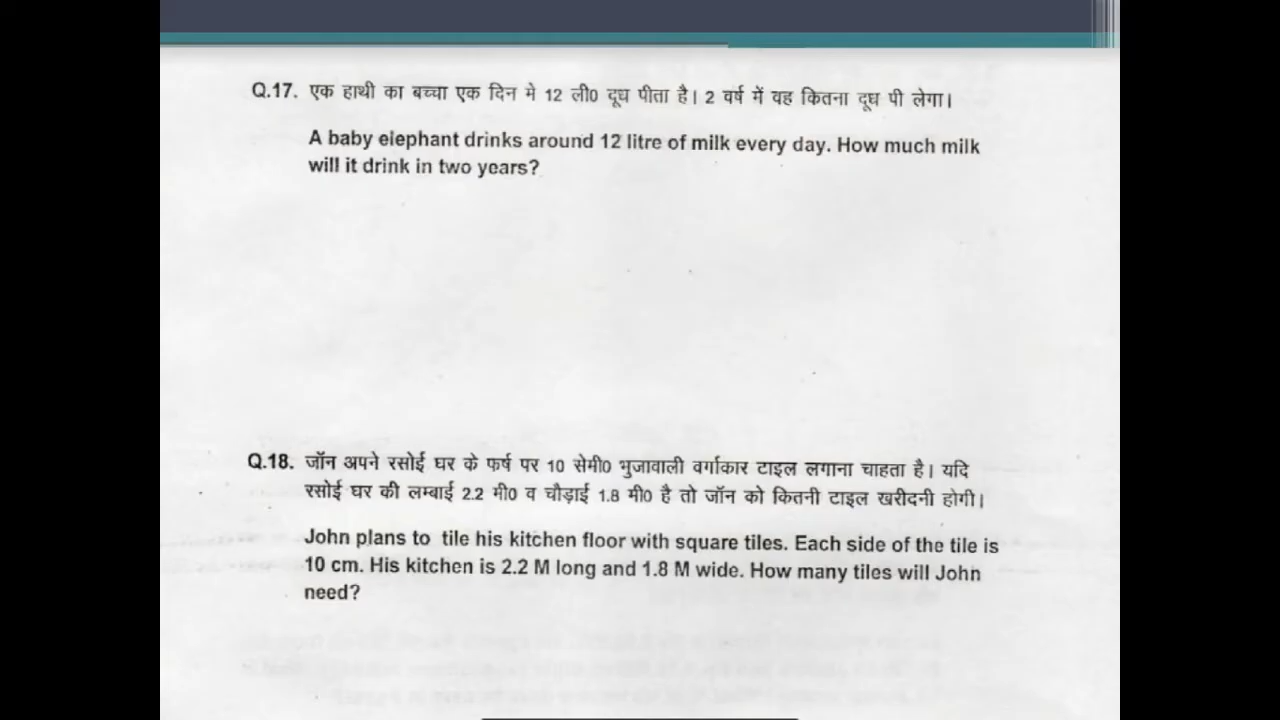 Q.17. एक हाथी का बच्चा एक दिन मे 12 ली0 दूध पीता है। 2 वर्ष में वह कितना दूध पी लेगा।
A baby elephant drinks around 12 litre of milk every day. How much milk
will it drink in two years?
Q.18. जॉन अपने रसोई घर के फर्ष पर 10 सेमी0 भुजावाली वर्गाकार टाइल लगाना चाहता है। यदि
रसोई घर की लम्बाई 2.2 मी0 व चौड़ाई 1.8 मी0 है तो जॉन को कितनी टाइल खरीदनी होगी।
John plans to tile his kitchen floor with square tiles. Each side of the tile is
10 cm. His kitchen is 2.2 M long and 1.8 M wide. How many tiles will John
need?